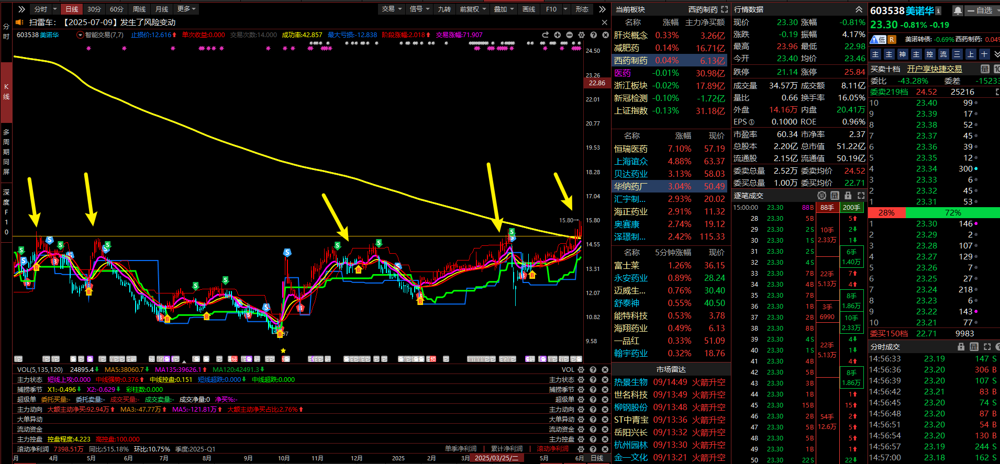 分时 日线 30分 60分 周线 月线 更多 交易 信号 九转 前复权 叠加 画线 F10 形态
扫雷车：【2025-07-09】发生了风险变动
603538 美诺华 智能交易(7,7) 止损价:12.616 单次收益:0.000 交易次数:14.000 成功率:42.857 最大亏损:-12.838 阶段涨幅:2.018 交易涨幅:71.907
分时
K线
多周期同屏
深度F10
24.50
23.26
22.86
22.01
20.77
19.53
18.28
17.04
15.80
15.80
14.55
13.31
12.07
10.82
9.58
VOL(5,135,120) 24895.4 MA5:38060.7 MA135:39626.1 MA120:42491.3 VOL
主力状态 短线上攻:0.000 中线强势:0.376 中线控盘:0.151 短线超跌:0.000 中线超跌:0.000 主力状态
捕捞季节 X1:-0.496 X2:-0.629 彩柱数:0.000 捕捞季节
超级单 委托买量:- 委托卖量:- 成交买量:- 成交卖量:- 成交净量:0 净买%:- 超级单
主力动向 大额主动净买:92.94万 MA3:-47.77万 MA5:-121.81万 大额主动净买占比:2.76% 主力动向
大单异动 大单异动
流动资金 流动资金
主力控盘 控盘程度:4.223 高控盘:100.000 主力控盘
滚动净利润 7398.51万 同比:515.18% 环比:10.75% 季度:2025-Q1 单季净利润 累计净利润 滚动净利润
月 4月 5月 6月 7月 8月 9月 10月 11月 12月 2025 2月 3月 2025/03/25/二 5月 6月 日线
当前板块 西药制药
名称 涨幅 主力净买额
肝炎概念 0.33% 3.26亿
减肥药 0.14% 16.71亿
西药制药 0.04% 6.13亿
医药 -0.01% 30.98亿
浙江板块 -0.02% 17.89亿
新冠检测 -0.10% -1.72亿
上证指数 -0.13% 31.18亿
名称 涨幅 现价
恒瑞医药 7.10% 57.19
上海谊众 4.88% 63.37
贝达药业 3.13% 58.03
华纳药厂 3.04% 50.49
汇宇制... 2.93% 20.02
海正药业 2.91% 11.32
奥赛康 2.74% 19.12
泽璟制... 2.42% 115.33
名称 5分钟涨幅 现价
富士莱 1.26% 36.15
永安药业 0.89% 28.24
迈威生... 0.76% 30.40
舒泰神 0.55% 40.50
能特科技 0.53% 3.78
海翔药业 0.49% 6.13
一品红 0.33% 51.09
翰宇药业 0.32% 18.76
市场雷达
热景生物 09/14:49 火箭升空
世名科技 09/13:49 火箭升空
柳钢股份 09/13:48 火箭升空
ST中青宝 09/13:36 火箭升空
岳阳兴长 09/13:32 火箭升空
杭州园林 09/13:30 火箭升空
金一文化 09/13:21 火箭升空
行情数据
现价 23.30 涨幅 -0.81%
涨跌 -0.19 振幅 4.17%
最高 23.96 最低 22.98
今开 23.40 均价 23.46
跌停 21.14 涨停 25.84
成交量 34.57万 成交额 8.11亿
量比 0.66 换手率 16.05%
外盘 14.16万 内盘 20.41万
EPS① 0.1000 ROE 0.96%
市盈率 60.34 市净率 2.37
总股本 2.20亿 总市值 51.22亿
流通股 2.15亿 流通值 50.19亿
委卖总量 2.52万 委卖均价 24.52
委买总量 1.00万 委买均价 22.71
逐笔成交
15:00:00 23.30 88B 88手 200手
28 23.30 5B 5
29 23.30 2S 10手 2
30 23.30 1S 2.33万 1
31 23.30 2S 6手
32 23.30 4S 1.40万
33 23.30 7B 22手 7
34 23.30 4B 5.13万 4
35 23.30 7B 8手
36 23.30 1B 3手 1.86万
37 23.30 2B 6990 10手
38 23.30 8B 2.33万
39 23.30 4S 4
40 23.30 1S 22手 1
41 23.30 4B 5.13万 4
42 23.30 5B 8手
43 23.30 3B 1.86万
44 23.30 1B 1
45 23.30 15B 15
46 23.30 2B 54手 2
47 23.30 5B 12.6万 5
48 23.30 5B 5
49 23.30 1B 1
50 23.30 22S 22
603538 美诺华 自选
23.30 -0.81% -0.19
低 R 美诺转债: -0.69% 西药制药: 0.04%
主 主 神 主 控 流 三 上 十
买卖十档 开户享快捷交易
委比 -43.28% 委差 -15233
委卖219档 24.52 25216
10 23.40 99
9 23.39 17
8 23.38 52
7 23.37 45
6 23.36 39
5 23.35 12
4 23.34 300
3 23.33 6
2 23.32 45
1 23.31 53
28% 72%
1 23.30 146
2 23.29 2
3 23.28 107
4 23.27 129
5 23.26 7
6 23.25 27
7 23.24 218
8 23.23 6
9 23.22 143
10 23.21 77
委买150档 22.71 9983
分时成交
14:56:33 23.19 147 S
14:56:36 23.20 306 B
14:56:39 23.20 107 S
14:56:42 23.21 83 B
14:56:45 23.20 74 S
14:56:48 23.20 87 B
14:56:51 23.20 54 B
14:56:54 23.20 130 B
14:56:57 23.19 244 S
14:57:00 23.18 162 S